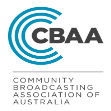 CBAA
COMMUNITY
BROADCASTING
ASSOCIATION OF
AUSTRALIA